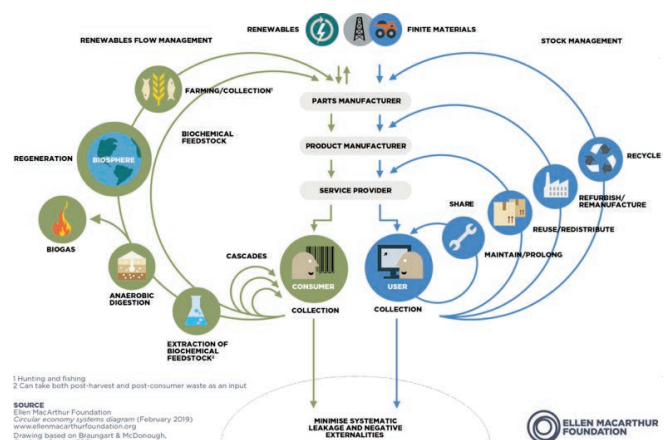 RENEWABLES
FINITE MATERIALS
RENEWABLES FLOW MANAGEMENT
STOCK MANAGEMENT
FARMING/COLLECTION¹
PARTS MANUFACTURER
BIOCHEMICAL
FEEDSTOCK
PRODUCT MANUFACTURER
REGENERATION
BIOSPHERE
RECYCLE
SERVICE PROVIDER
REFURBISH/
REMANUFACTURE
SHARE
REUSE/REDISTRIBUTE
BIOGAS
CASCADES
MAINTAIN/PROLONG
CONSUMER
USER
ANAEROBIC
DIGESTION
COLLECTION
COLLECTION
EXTRACTION OF
BIOCHEMICAL
FEEDSTOCK²
1 Hunting and fishing
2 Can take both post-harvest and post-consumer waste as an input
SOURCE
Ellen MacArthur Foundation
Circular economy systems diagram (February 2019)
www.ellenmacarthurfoundation.org
Drawing based on Braungart & McDonough,
MINIMISE SYSTEMATIC
LEAKAGE AND NEGATIVE
EXTERNALITIES
ELLEN MACARTHUR
FOUNDATION